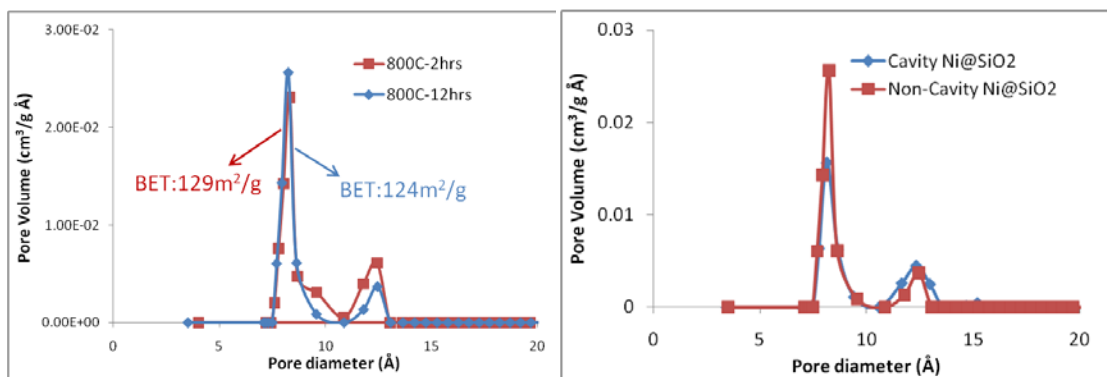 3.00E-02
2.00E-02
1.00E-02
0.00E+00
Pore Volume (cm³/g Å)
800C-2hrs
800C-12hrs
BET:129m²/g
BET:124m²/g
0 5 10 15 20
Pore diameter (Å)
0.03
0.02
0.01
0
Pore Volume (cm³/g Å)
Cavity Ni@SiO2
Non-Cavity Ni@SiO2
0 5 10 15 20
Pore diameter (Å)